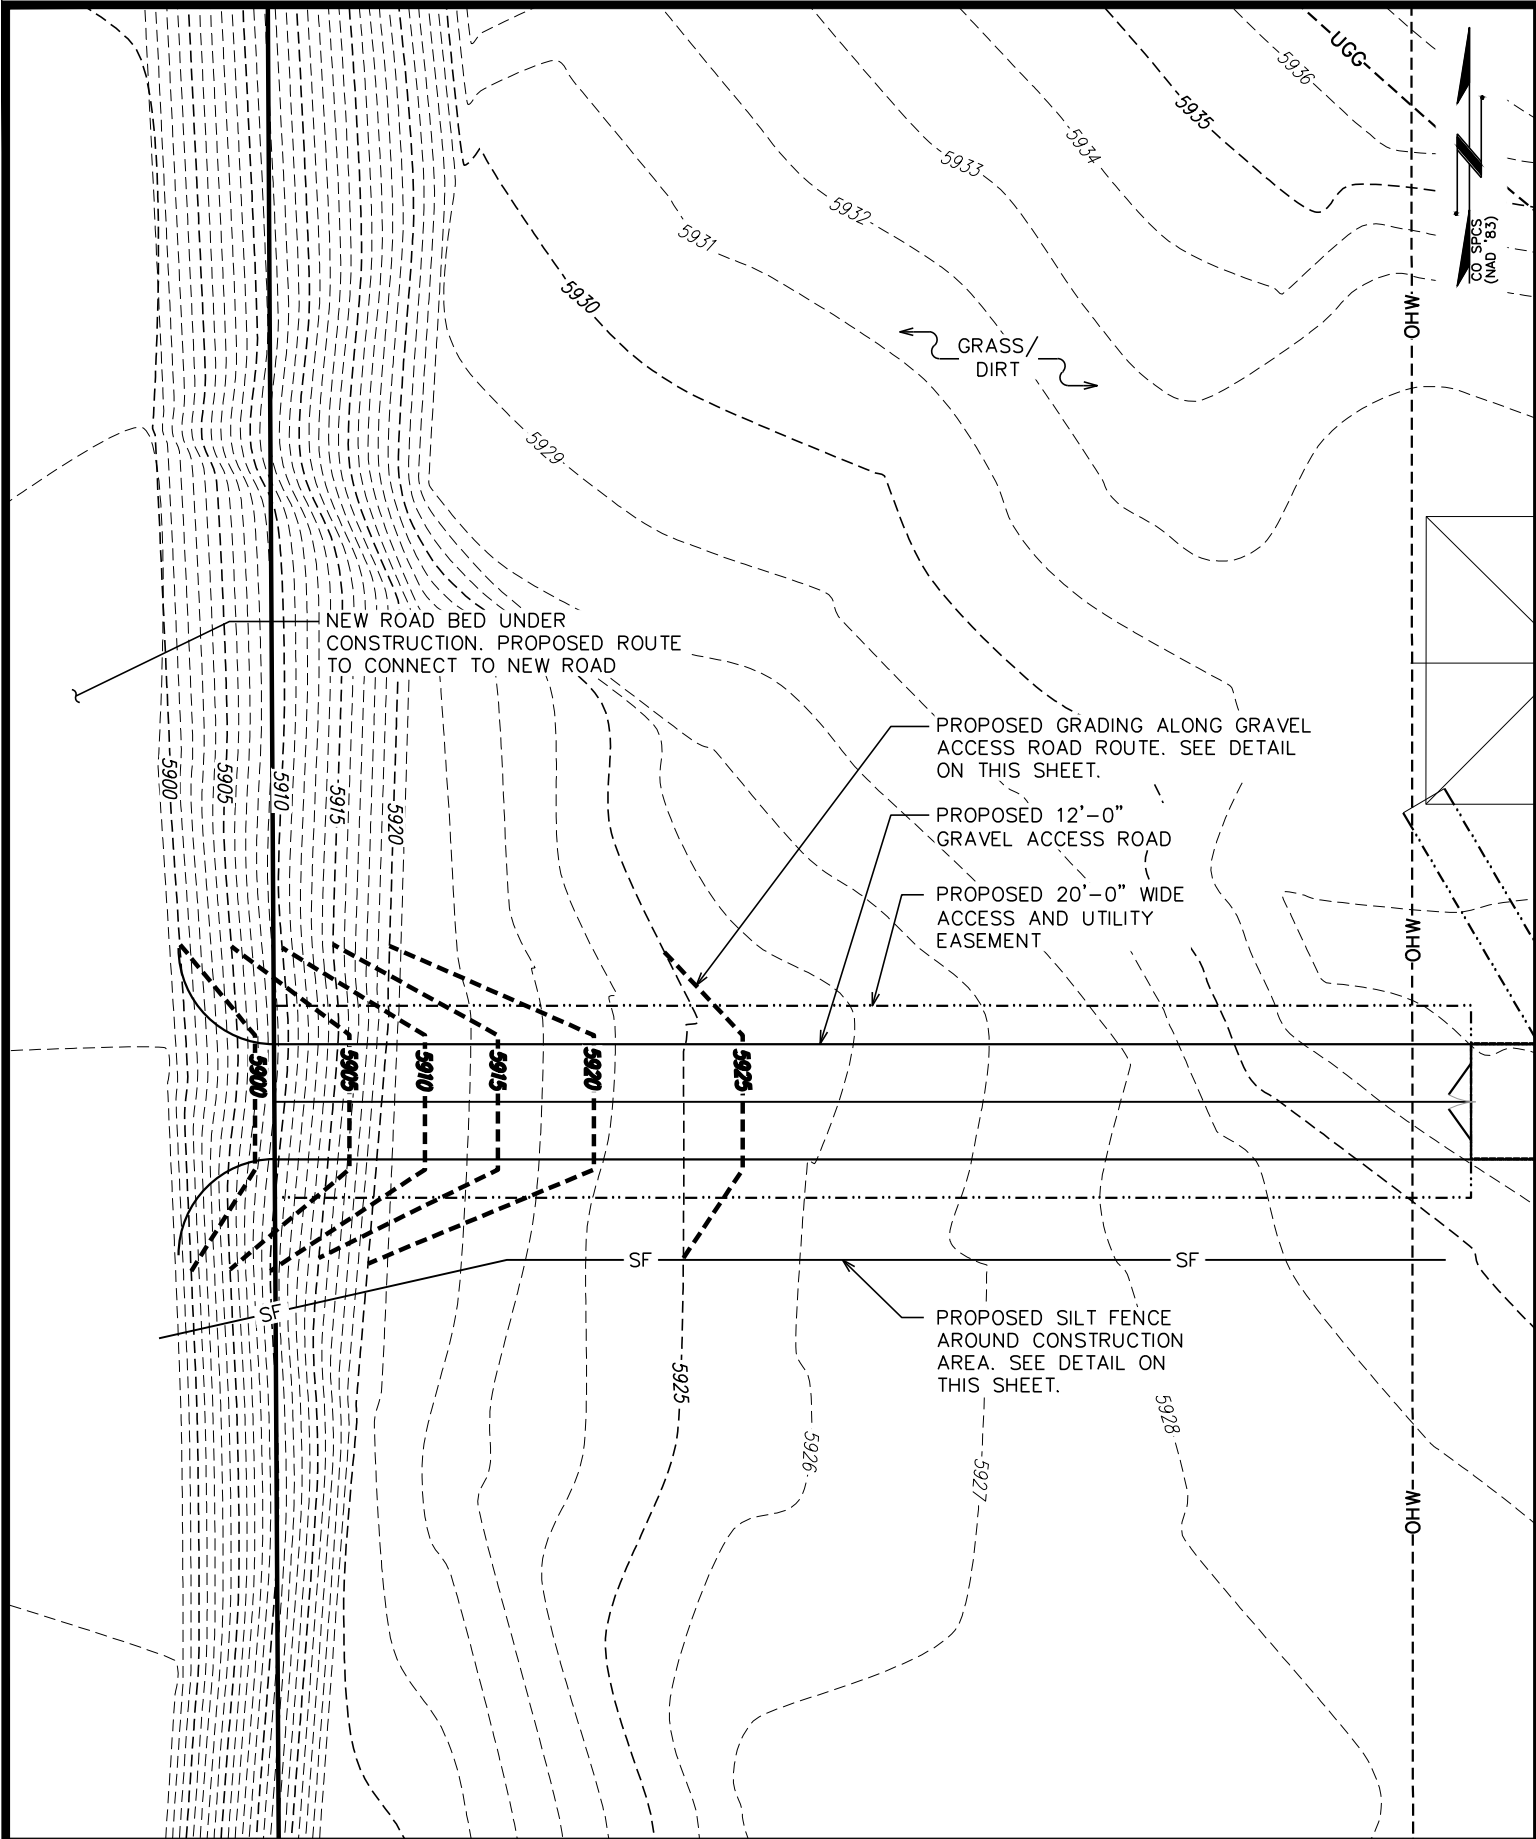 UGG
5936
5935
CO SPCS
(NAD '83)
5934
5933
5932
5931
5930
OHW
GRASS/
DIRT
5929
NEW ROAD BED UNDER
CONSTRUCTION. PROPOSED ROUTE
TO CONNECT TO NEW ROAD
5900
5905
5910
5915
5920
PROPOSED GRADING ALONG GRAVEL
ACCESS ROAD ROUTE. SEE DETAIL
ON THIS SHEET.
PROPOSED 12'-0"
GRAVEL ACCESS ROAD
PROPOSED 20'-0" WIDE
ACCESS AND UTILITY
EASEMENT
OHW
5900
5905
5910
5915
5920
5925
SF
SF
SF
PROPOSED SILT FENCE
AROUND CONSTRUCTION
AREA. SEE DETAIL ON
THIS SHEET.
5925
5926
5927
5928
OHW